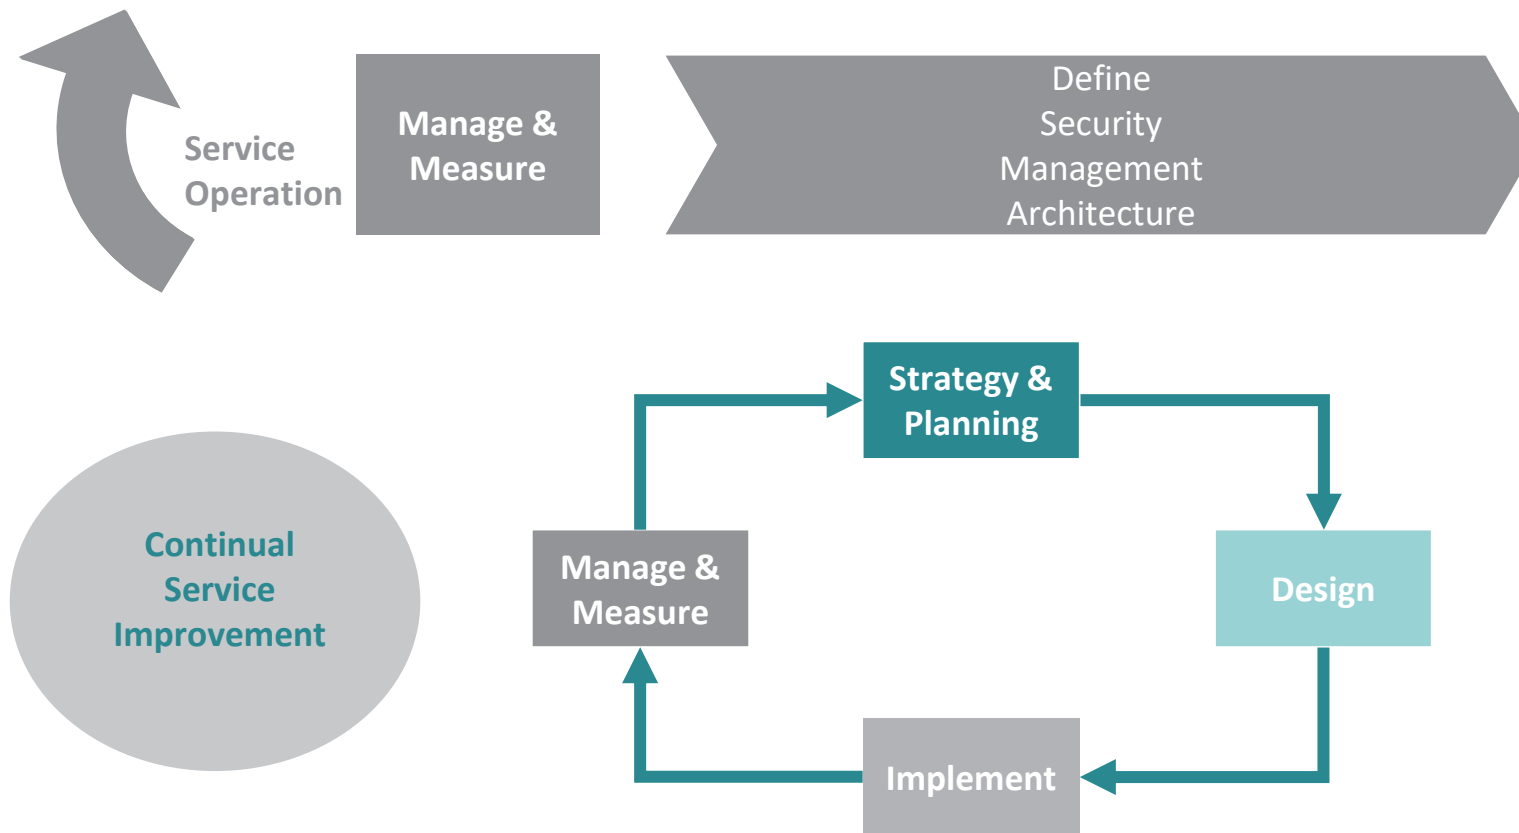 Service
Operation
Manage &
Measure
Define
Security
Management
Architecture
Strategy &
Planning
Continual
Service
Improvement
Manage &
Measure
Design
Implement